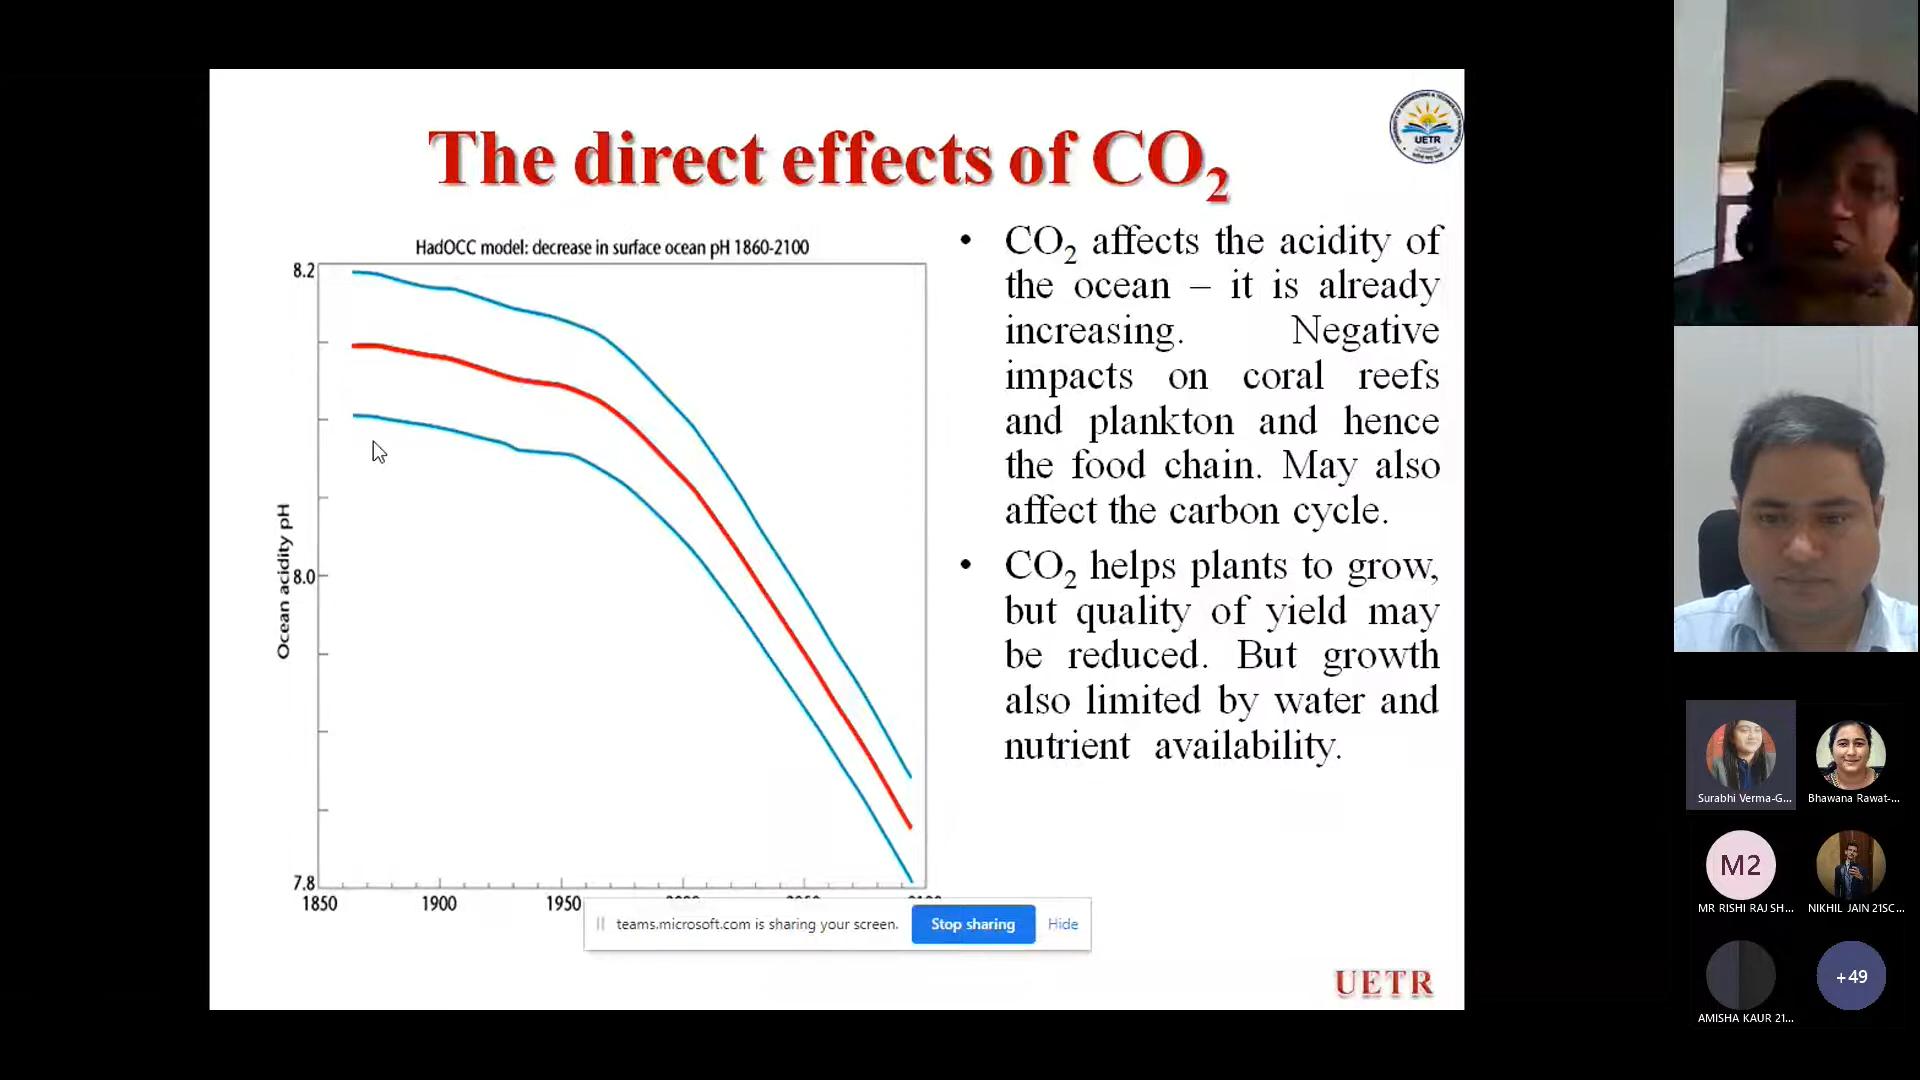 The direct effects of CO2
UETR
HadOCC model: decrease in surface ocean pH 1860-2100
8.2
8.0
7.8
Ocean acidity pH
1850
1900
1950
• CO2 affects the acidity of
the ocean – it is already
increasing. Negative
impacts on coral reefs
and plankton and hence
the food chain. May also
affect the carbon cycle.
• CO2 helps plants to grow,
but quality of yield may
be reduced. But growth
also limited by water and
nutrient availability.
teams.microsoft.com is sharing your screen.
Stop sharing
Hide
UETR
Surabhi Verma-G...
Bhawana Rawat-...
M2
MR RISHI RAJ SH...
NIKHIL JAIN 21SC...
AMISHA KAUR 21...
+49